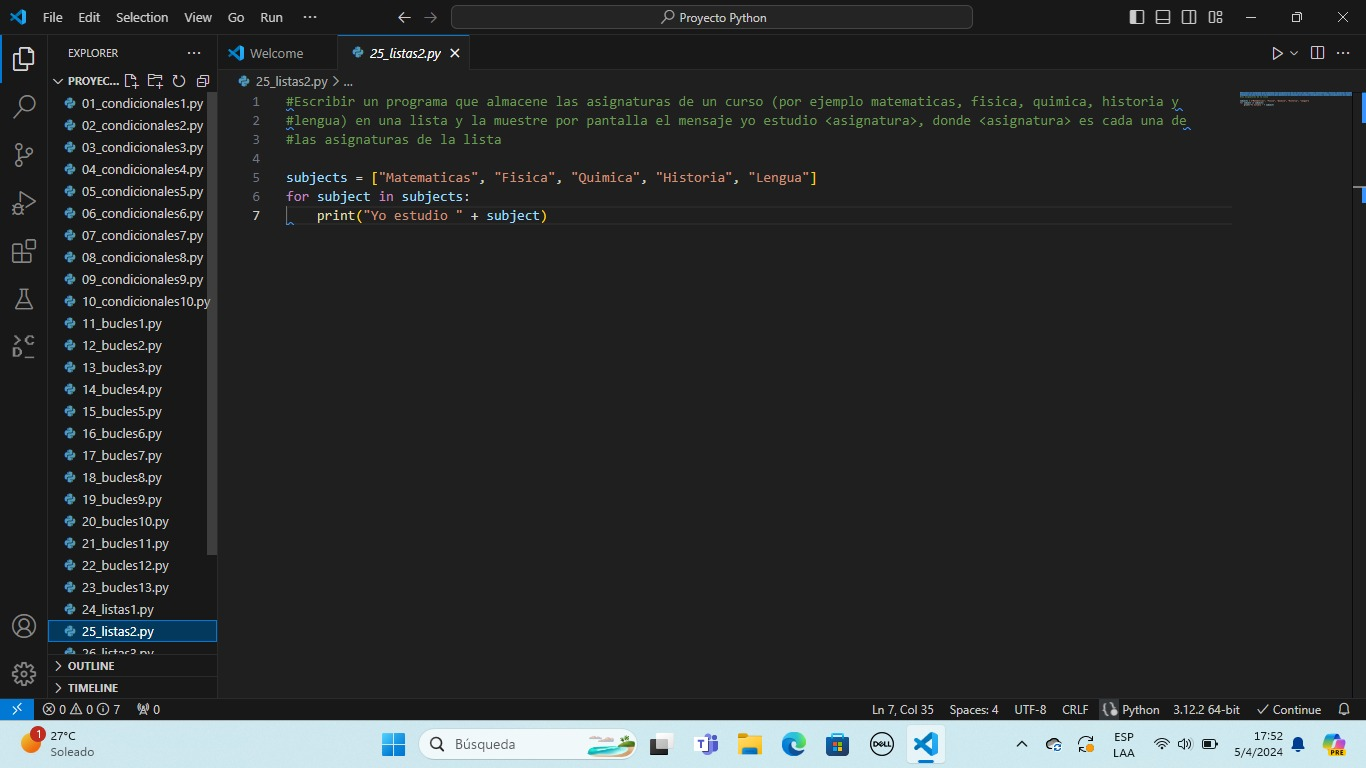 File Edit Selection View Go Run ··· Proyecto Python
EXPLORER ···
Welcome
25_listas2.py
PROYEC...
25_listas2.py > ...
01_condicionales1.py
02_condicionales2.py
03_condicionales3.py
04_condicionales4.py
05_condicionales5.py
06_condicionales6.py
07_condicionales7.py
08_condicionales8.py
09_condicionales9.py
10_condicionales10.py
11_bucles1.py
12_bucles2.py
13_bucles3.py
14_bucles4.py
15_bucles5.py
16_bucles6.py
17_bucles7.py
18_bucles8.py
19_bucles9.py
20_bucles10.py
21_bucles11.py
22_bucles12.py
23_bucles13.py
24_listas1.py
25_listas2.py
26_listas3.py
OUTLINE
TIMELINE
1 #Escribir un programa que almacene las asignaturas de un curso (por ejemplo matematicas, fisica, quimica, historia y
2 #lengua) en una lista y la muestre por pantalla el mensaje yo estudio <asignatura>, donde <asignatura> es cada una de
3 #las asignaturas de la lista
4
5 subjects = ["Matematicas", "Fisica", "Quimica", "Historia", "Lengua"]
6 for subject in subjects:
7     print("Yo estudio " + subject)
0 0 7 0 Ln 7, Col 35 Spaces: 4 UTF-8 CRLF Python 3.12.2 64-bit Continue
1 27°C
Soleado
Búsqueda
DELL
ESP
LAA
17:52
5/4/2024
PRE